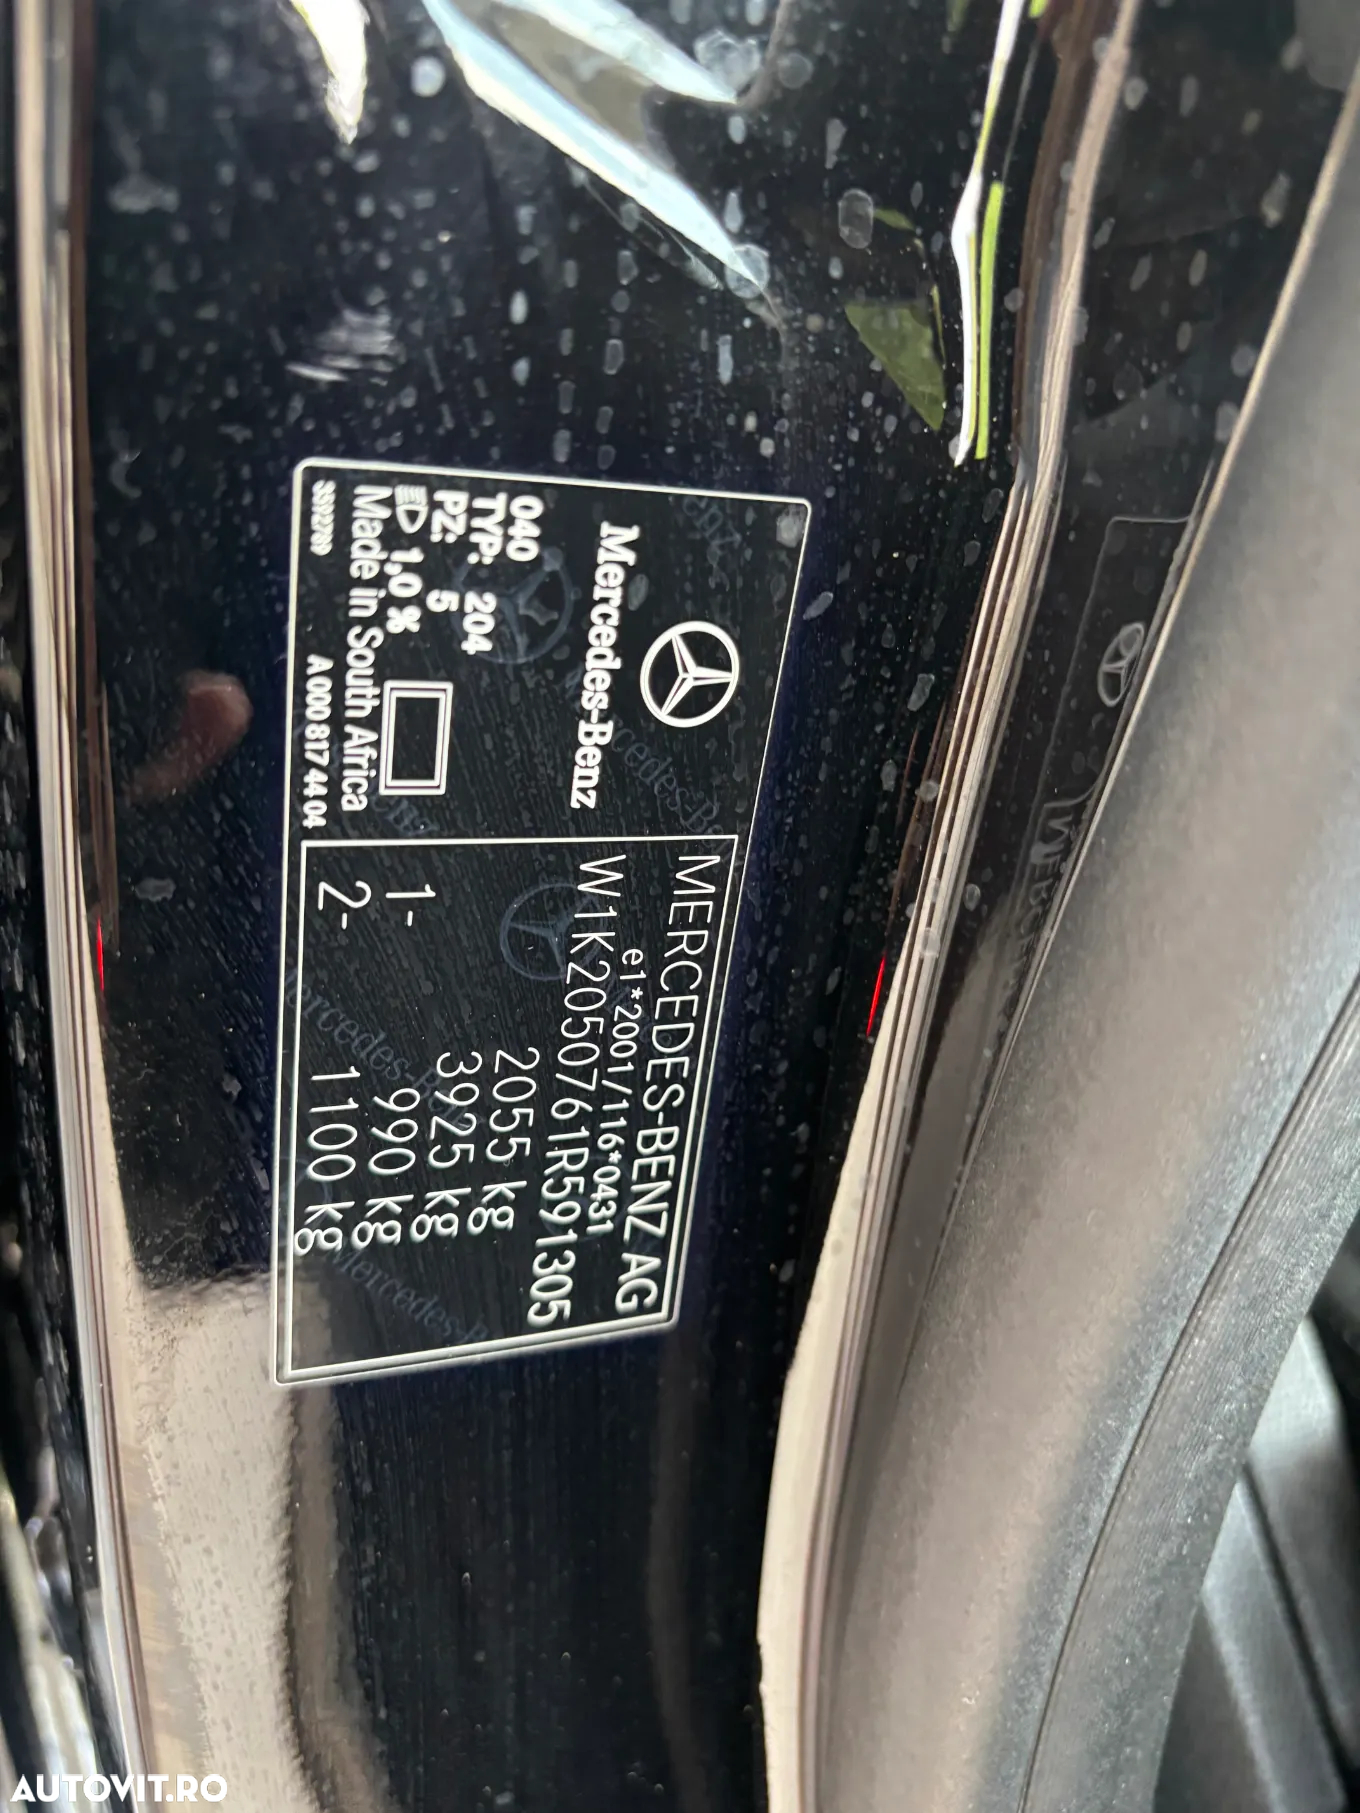 Mercedes-Benz
040
TYP: 204
PZ: 5
1,0 %
Made in South Africa
A 000 817 44 04
MERCEDES-BENZ AG
e1*2001/116*0431
W1K2050761R591305
2055 kg
3925 kg
1- 990 kg
2- 1100 kg
AUTOVIT.RO